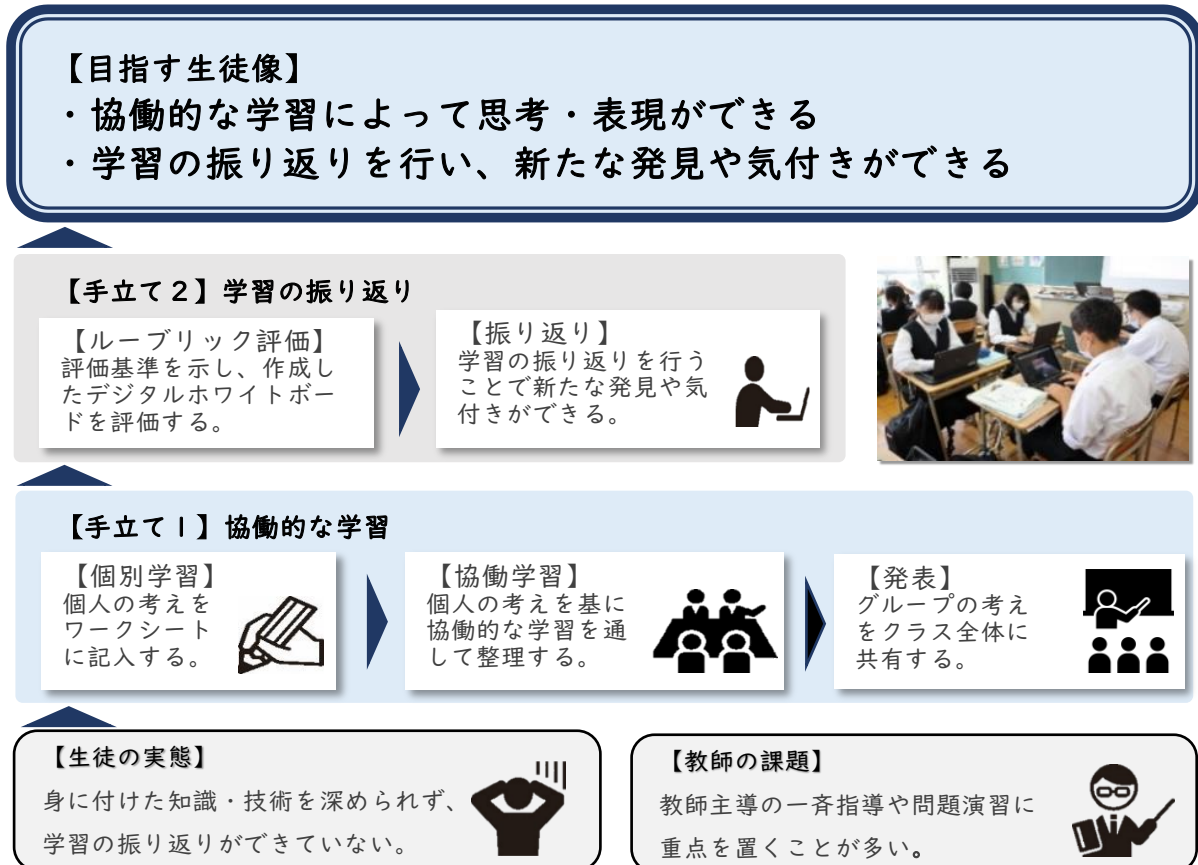 【目指す生徒像】
・協働的な学習によって思考・表現ができる
・学習の振り返りを行い、新たな発見や気付きができる
【手立て２】学習の振り返り
【ルーブリック評価】
評価基準を示し、作成し
たデジタルホワイトボー
ドを評価する。
【振り返り】
学習の振り返りを行う
ことで新たな発見や気
付きができる。
【手立て１】協働的な学習
【個別学習】
個人の考えを
ワークシート
に記入する。
【協働学習】
個人の考えを基に
協働的な学習を通
して整理する。
【発表】
グループの考え
をクラス全体に
共有する。
【生徒の実態】
身に付けた知識・技術を深められず、
学習の振り返りができていない。
【教師の課題】
教師主導の一斉指導や問題演習に
重点を置くことが多い。